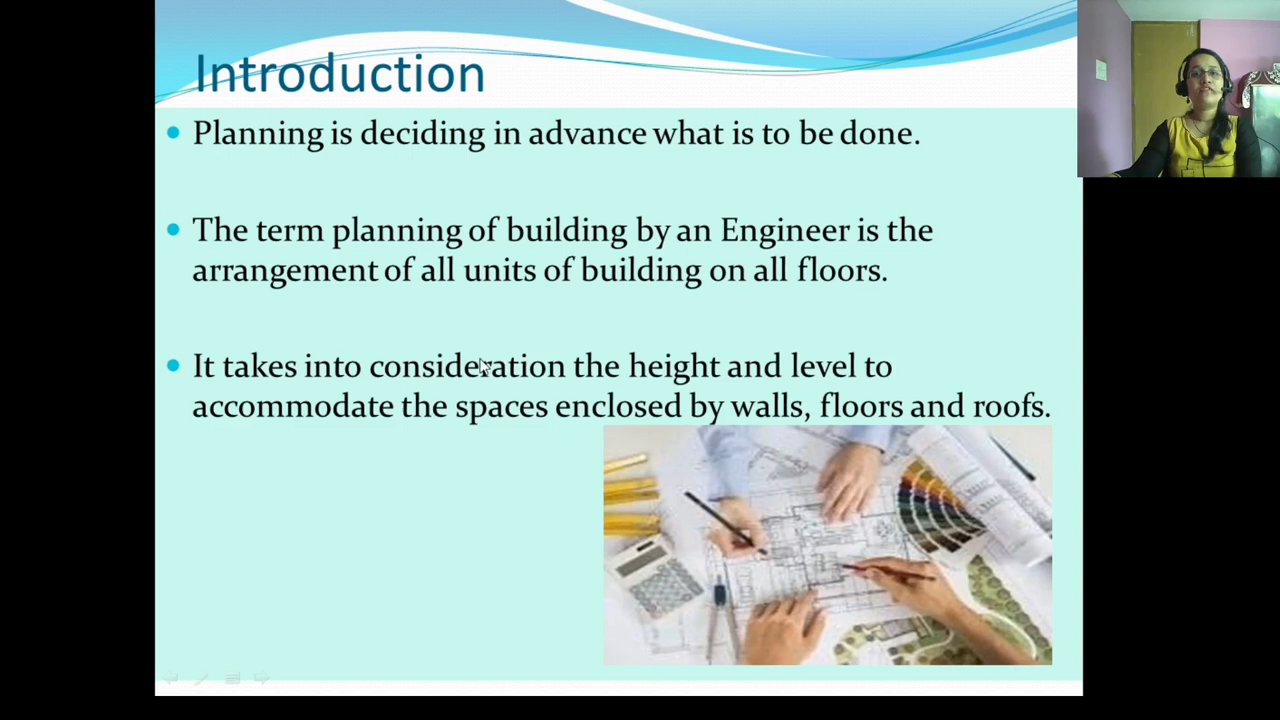 Introduction
Planning is deciding in advance what is to be done.
The term planning of building by an Engineer is the
arrangement of all units of building on all floors.
It takes into consideration the height and level to
accommodate the spaces enclosed by walls, floors and roofs.